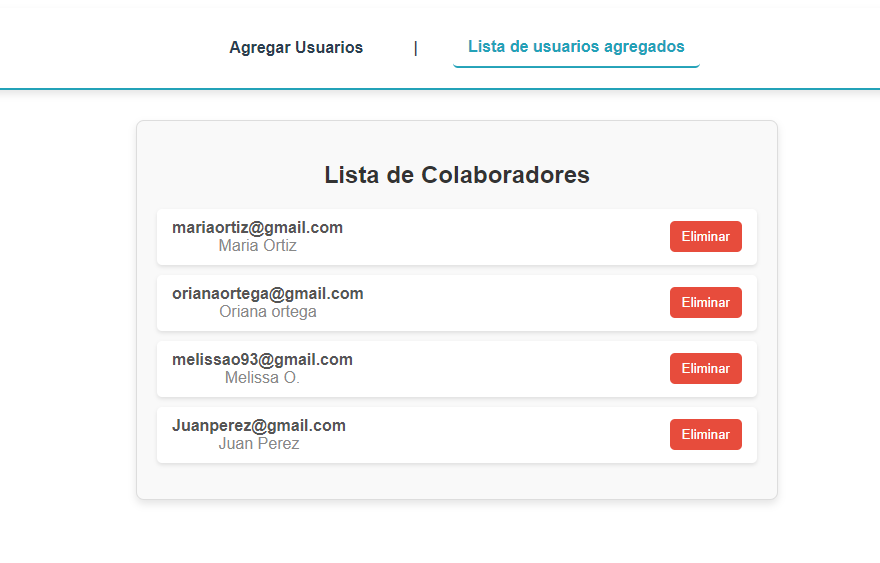 Agregar Usuarios | Lista de usuarios agregados
Lista de Colaboradores
mariaortiz@gmail.com
Maria Ortiz
Eliminar
orianaortega@gmail.com
Oriana ortega
Eliminar
melissao93@gmail.com
Melissa O.
Eliminar
Juanperez@gmail.com
Juan Perez
Eliminar